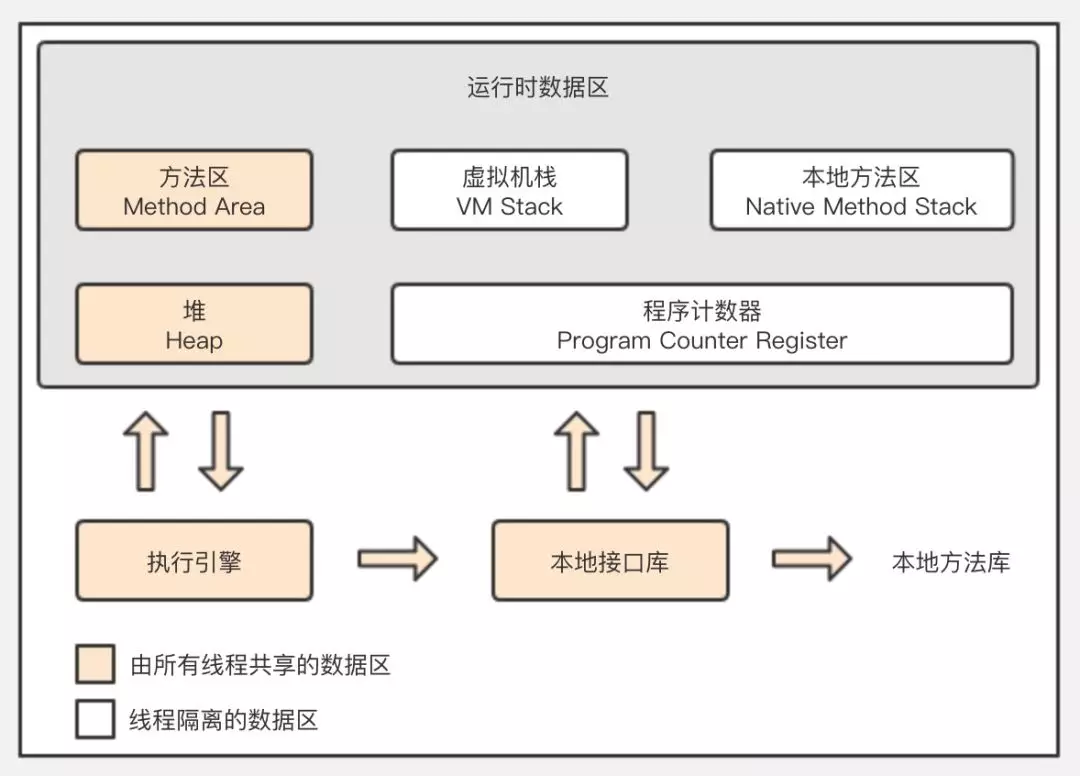 运行时数据区
方法区
Method Area
虚拟机栈
VM Stack
本地方法区
Native Method Stack
堆
Heap
程序计数器
Program Counter Register
执行引擎
本地接口库
本地方法库
由所有线程共享的数据区
线程隔离的数据区